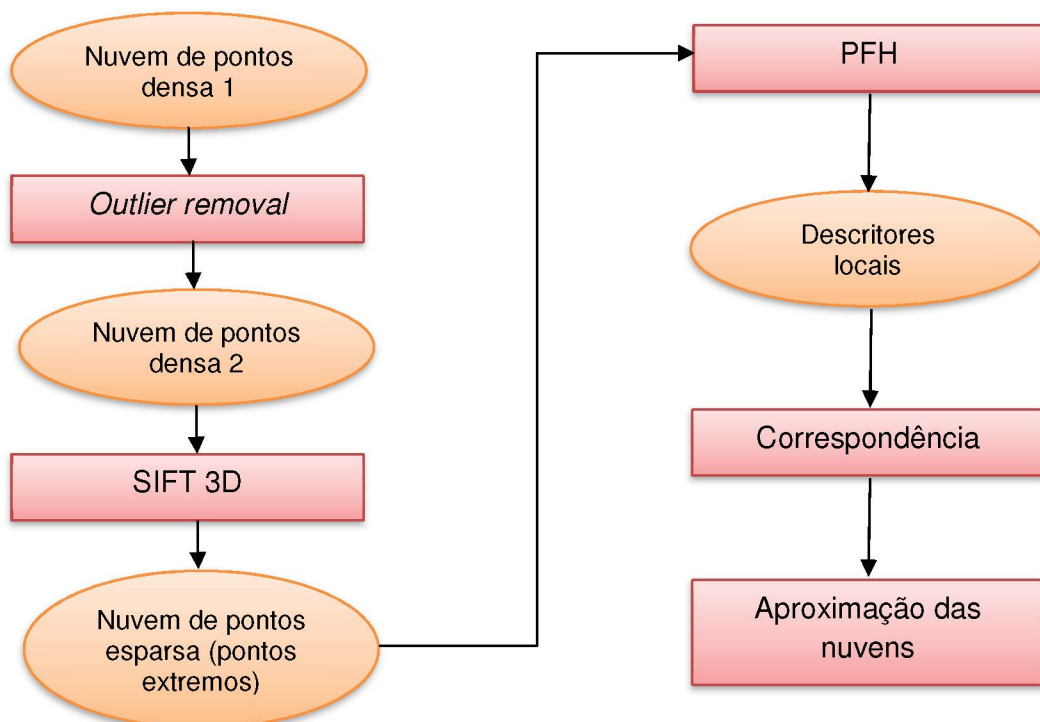 Nuvem de pontos
densa 1
Outlier removal
Nuvem de pontos
densa 2
SIFT 3D
Nuvem de pontos
esparsa (pontos
extremos)
PFH
Descritores
locais
Correspondência
Aproximação das
nuvens